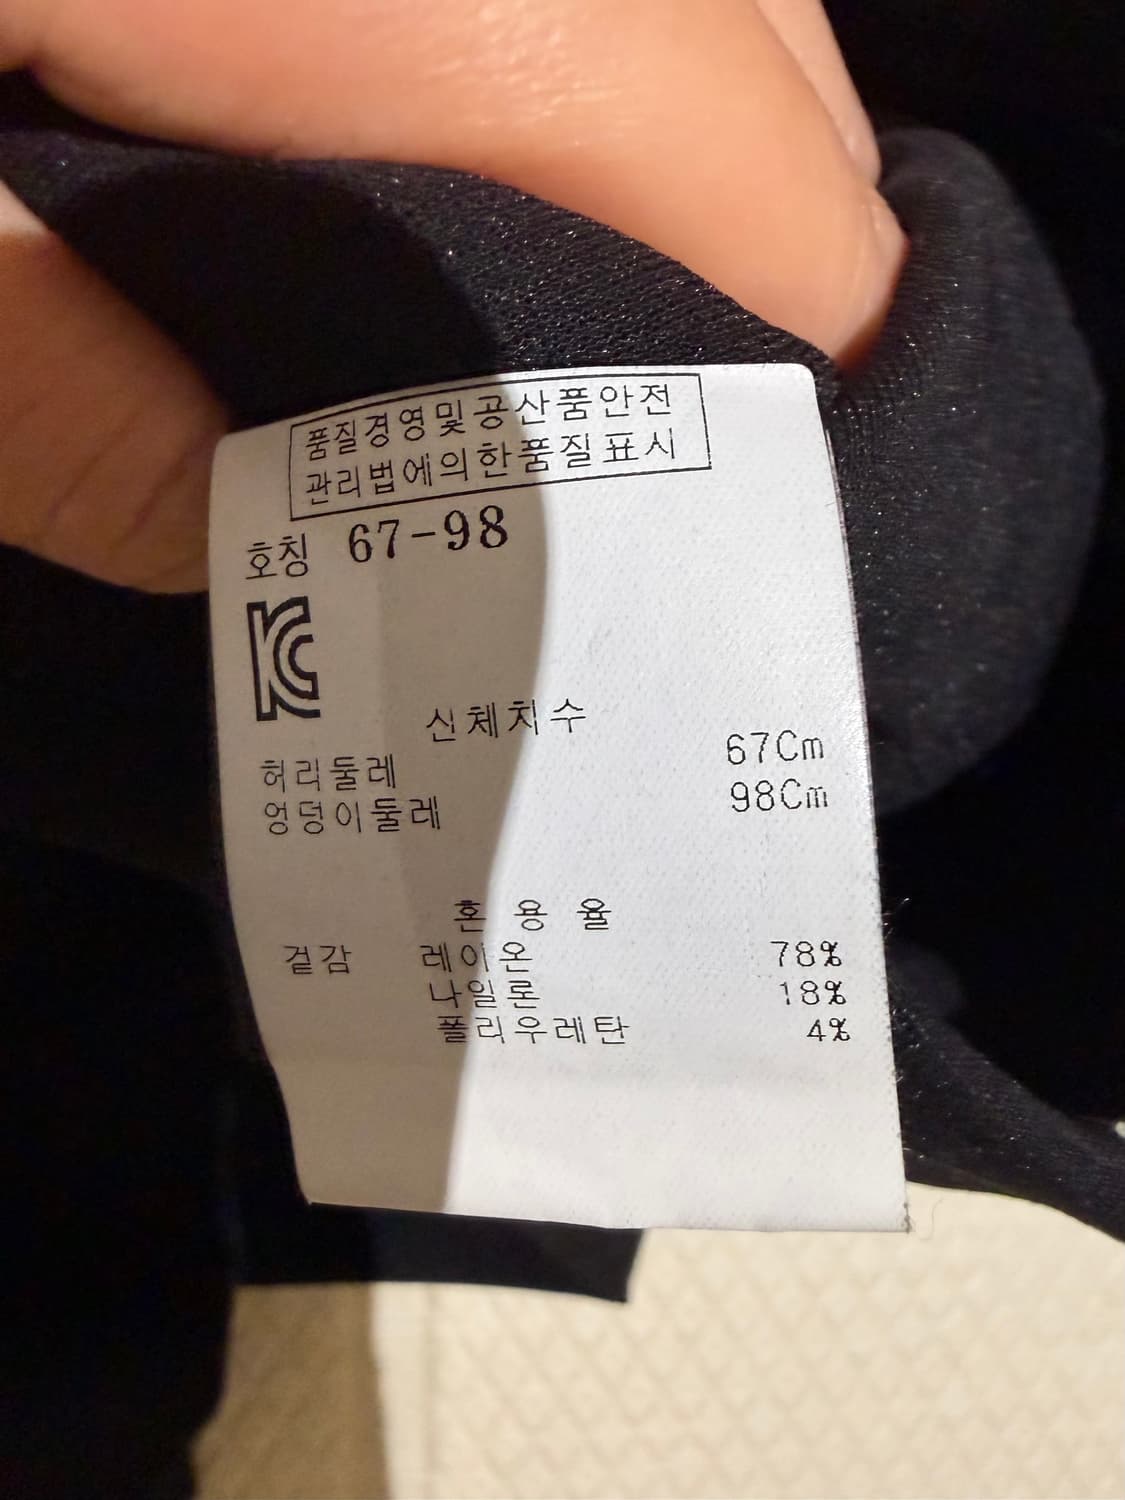 품질경영및공산품안전
관리법에의한품질표시
호칭 67-98
KC
신체치수
허리둘레 67Cm
엉덩이둘레 98Cm
혼 용 율
겉감 레이온 78%
나일론 18%
폴리우레탄 4%